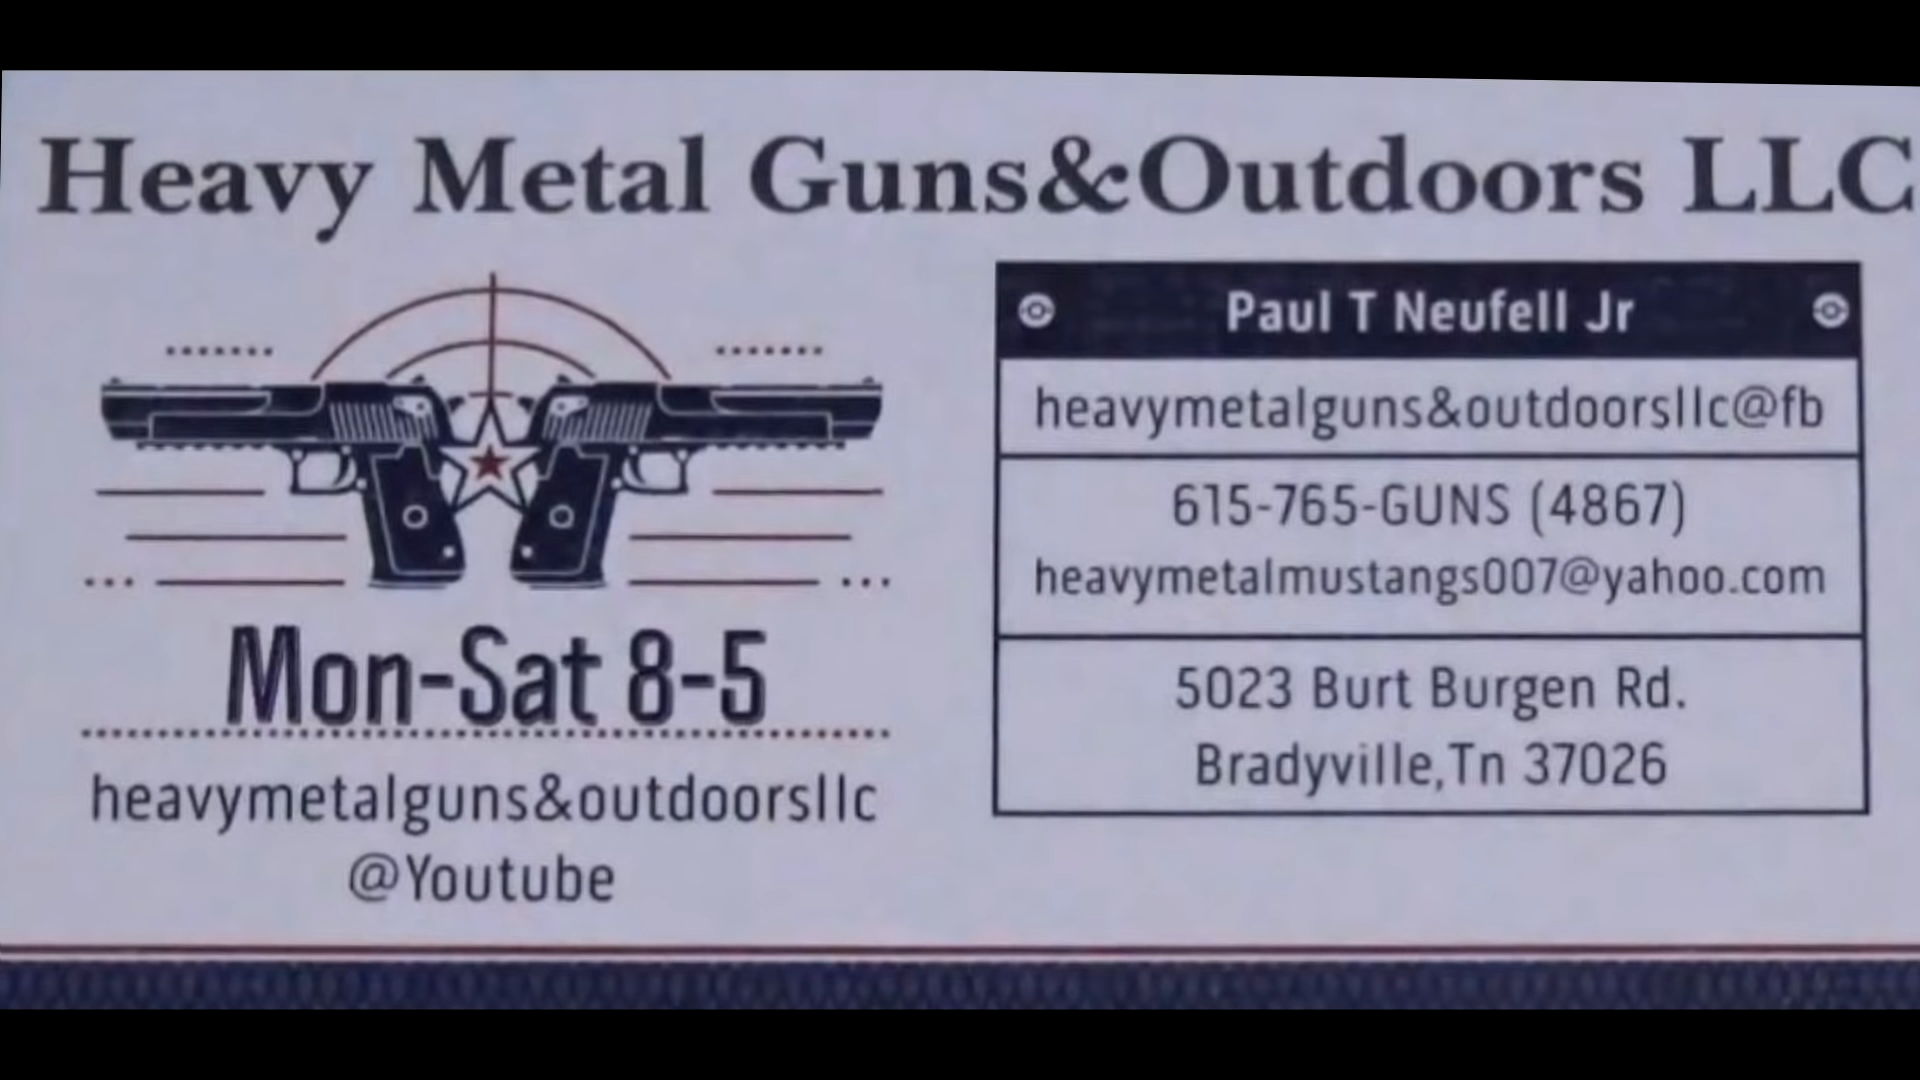 Heavy Metal Guns&Outdoors LLC
Mon-Sat 8-5
heavymetalguns&outdoorsllc
@Youtube
Paul T Neufell Jr
heavymetalguns&outdoorsllc@fb
615-765-GUNS (4867)
heavymetalmustangs007@yahoo.com
5023 Burt Burgen Rd.
Bradyville,Tn 37026